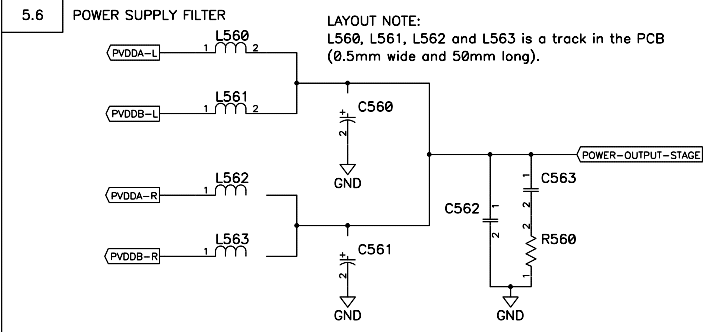 5.6 POWER SUPPLY FILTER
LAYOUT NOTE:
L560, L561, L562 and L563 is a track in the PCB
(0.5mm wide and 50mm long).
PVDDA-L 1 L560 2
PVDDB-L 1 L561 2
+ C560
2
GND
POWER-OUTPUT-STAGE
PVDDA-R 1 L562
1 C563
2
C562 1
2
2 R560
1
PVDDB-R 1 L563
+ C561
2
GND
GND